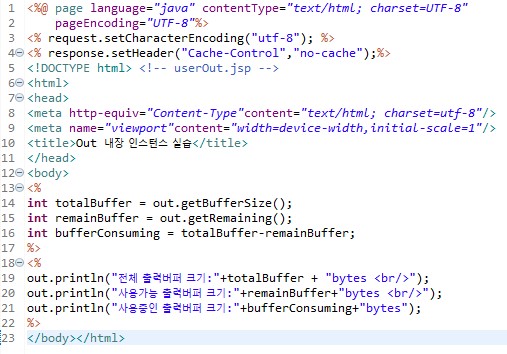 1 <%@ page language="java" contentType="text/html; charset=UTF-8"
2 pageEncoding="UTF-8"%>
3 <% request.setCharacterEncoding("utf-8"); %>
4 <% response.setHeader("Cache-Control","no-cache");%>
5 <!DOCTYPE html> <!-- userOut.jsp -->
6 <html>
7 <head>
8 <meta http-equiv="Content-Type"content="text/html; charset=utf-8"/>
9 <meta name="viewport"content="width=device-width,initial-scale=1"/>
10 <title>Out 내장 인스턴스 실습</title>
11 </head>
12 <body>
13 <%
14 int totalBuffer = out.getBufferSize();
15 int remainBuffer = out.getRemaining();
16 int bufferConsuming = totalBuffer-remainBuffer;
17 %>
18 <%
19 out.println("전체 출력버퍼 크기:"+totalBuffer + "bytes <br/>");
20 out.println("사용가능 출력버퍼 크기:"+remainBuffer+"bytes <br/>");
21 out.println("사용중인 출력버퍼 크기:"+bufferConsuming+"bytes");
22 %>
23 </body></html>